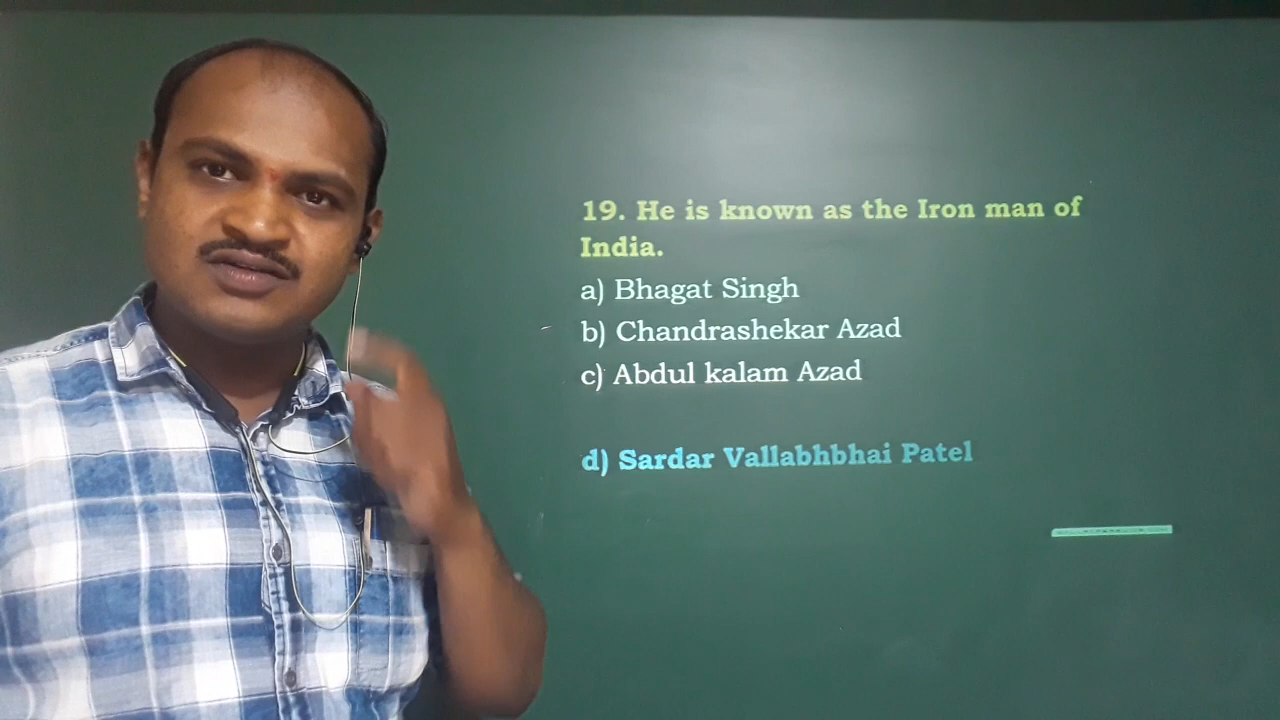 19. He is known as the Iron man of
India.
a) Bhagat Singh
b) Chandrashekar Azad
c) Abdul kalam Azad
d) Sardar Vallabhbhai Patel